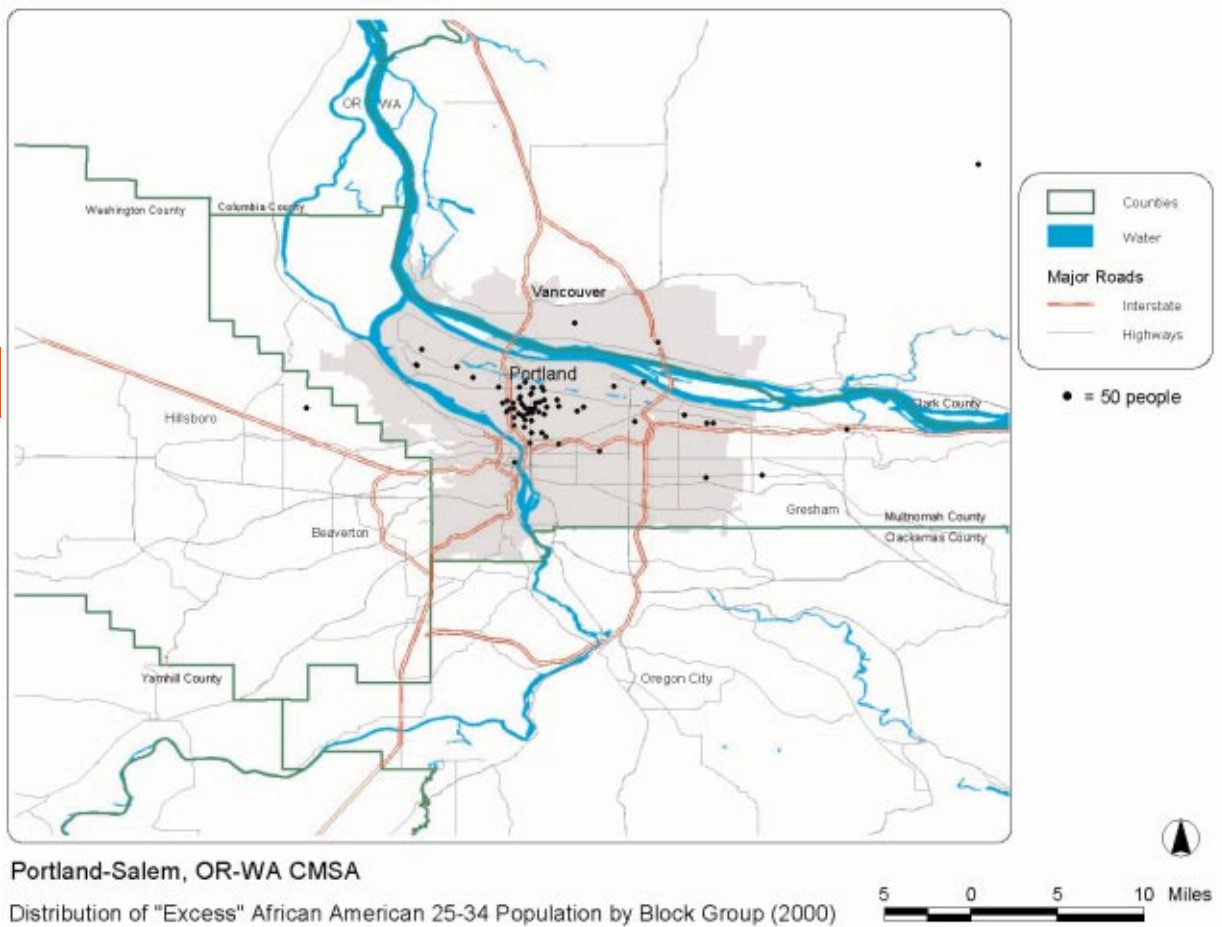 OR WA
Washington County
Columbia County
Vancouver
Portland
Hillsboro
Clark County
Beaverton
Gresham
Multnomah County
Clackamas County
Yamhill County
Oregon City
Counties
Water
Major Roads
Interstate
Highways
= 50 people
Portland-Salem, OR-WA CMSA
Distribution of "Excess" African American 25-34 Population by Block Group (2000)
5 0 5 10 Miles